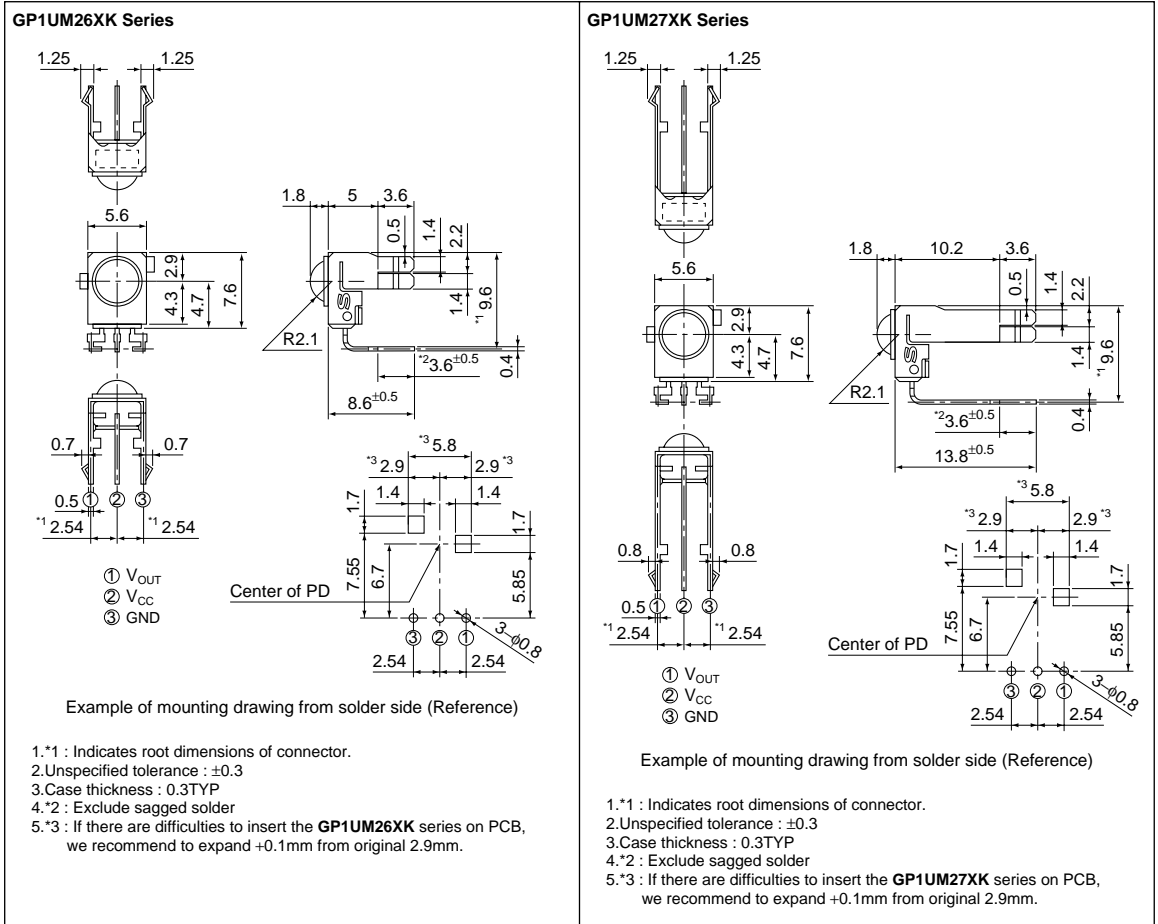 GP1UM26XK Series
1.25
1.25
5.6
2.9
4.3
4.7
7.6
1.8
5
3.6
0.5
1.4
2.2
1.4
*1 9.6
R2.1
*2 3.6±0.5
0.4
8.6±0.5
0.7
0.7
0.5
① ② ③
*1 2.54
*1 2.54
① VOUT
② VCC
③ GND
*3 5.8
*3 2.9
2.9 *3
1.4
1.4
1.7
1.7
7.55
6.7
5.85
Center of PD
③ ② ①
3–φ0.8
2.54
2.54
Example of mounting drawing from solder side (Reference)
1.*1 : Indicates root dimensions of connector.
2.Unspecified tolerance : ±0.3
3.Case thickness : 0.3TYP
4.*2 : Exclude sagged solder
5.*3 : If there are difficulties to insert the GP1UM26XK series on PCB,
we recommend to expand +0.1mm from original 2.9mm.
GP1UM27XK Series
1.25
1.25
5.6
2.9
4.3
4.7
7.6
1.8
10.2
3.6
0.5
1.4
2.2
1.4
*1 9.6
R2.1
*2 3.6±0.5
0.4
13.8±0.5
0.8
0.8
0.5
① ② ③
*1 2.54
*1 2.54
① VOUT
② VCC
③ GND
*3 5.8
*3 2.9
2.9 *3
1.4
1.4
1.7
1.7
7.55
6.7
5.85
Center of PD
③ ② ①
3–φ0.8
2.54
2.54
Example of mounting drawing from solder side (Reference)
1.*1 : Indicates root dimensions of connector.
2.Unspecified tolerance : ±0.3
3.Case thickness : 0.3TYP
4.*2 : Exclude sagged solder
5.*3 : If there are difficulties to insert the GP1UM27XK series on PCB,
we recommend to expand +0.1mm from original 2.9mm.